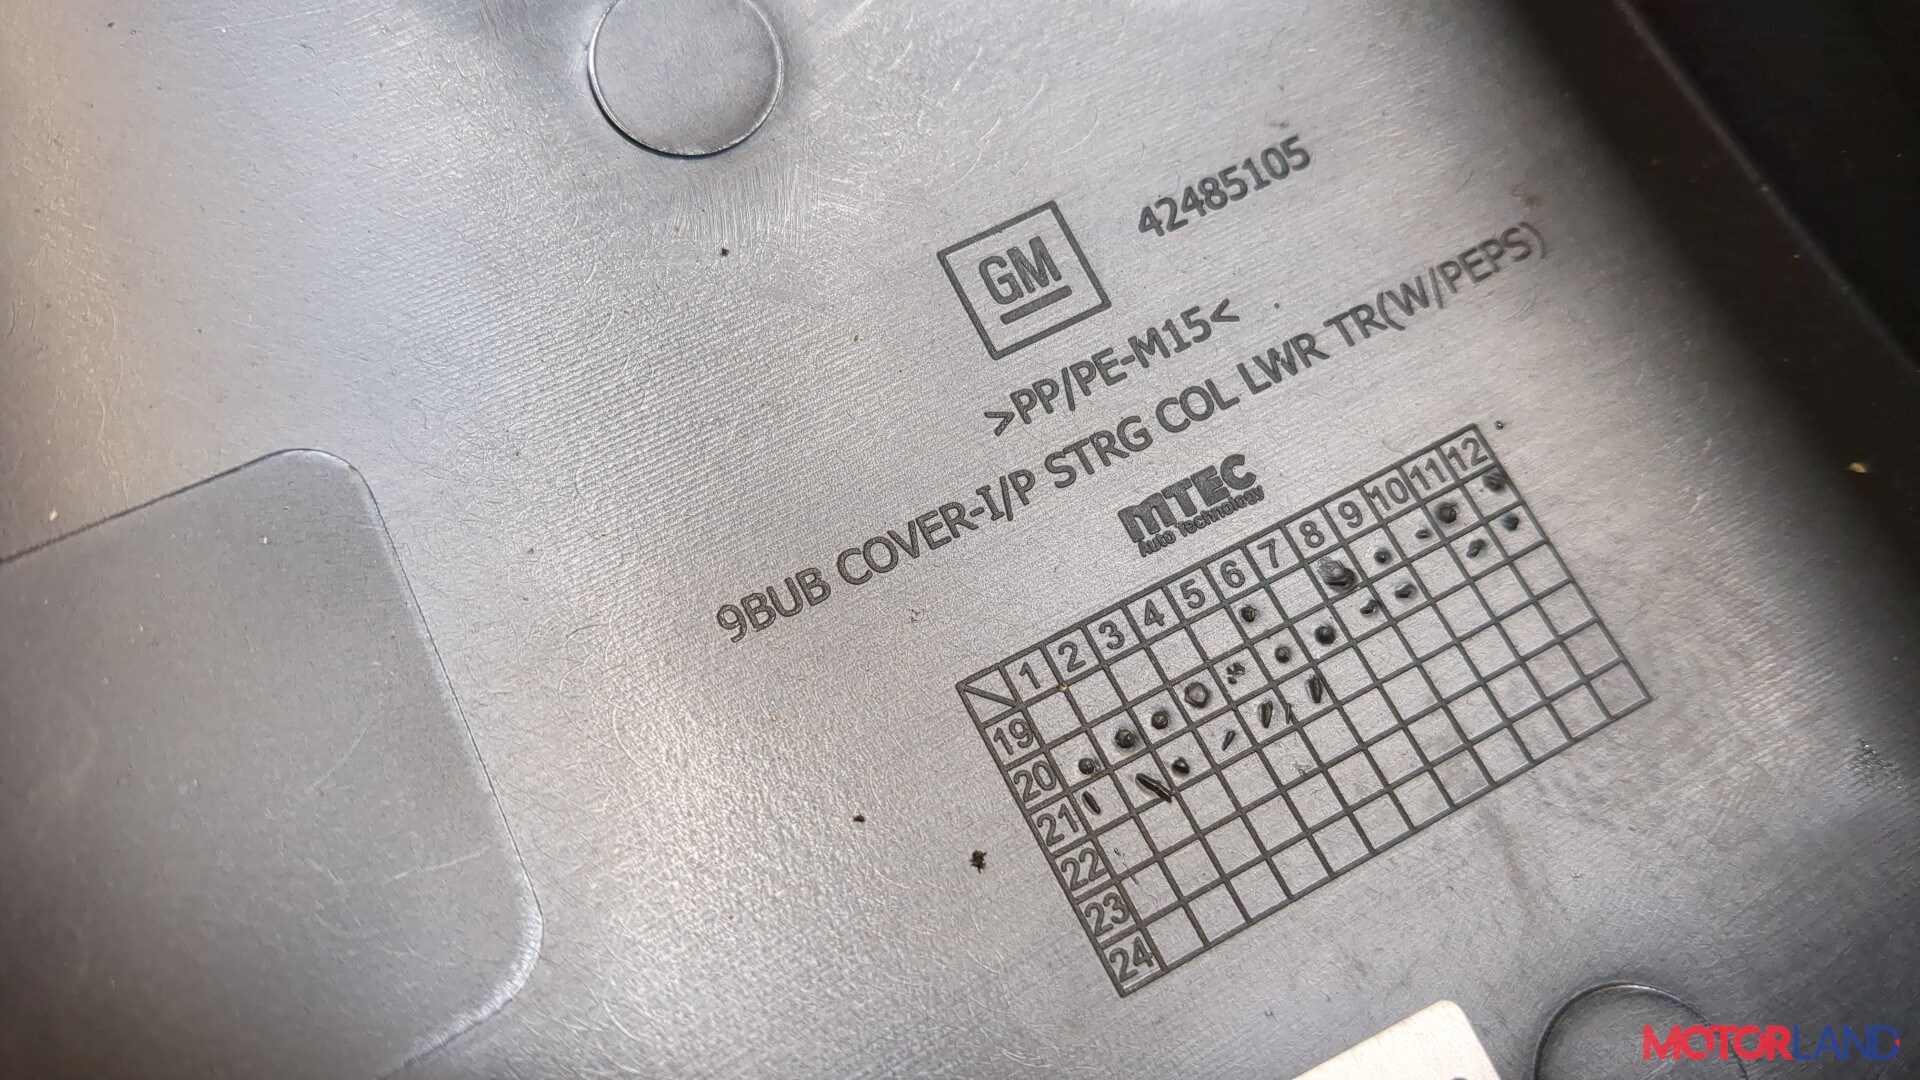 42485105
GM
>PP/PE-M15<
9BUB COVER-I/P STRG COL LWR TR(W/PEPS)
MTEC
Auto Technology
1 2 3 4 5 6 7 8 9 10 11 12
19
20
21
22
23
24
MOTORLAND